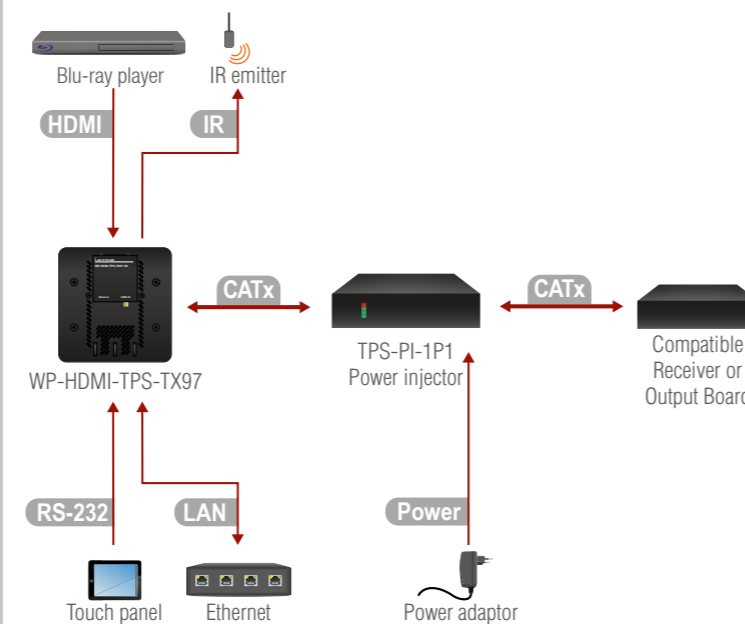 Blu-ray player
IR emitter
HDMI
IR
CATx
CATx
WP-HDMI-TPS-TX97
TPS-PI-1P1
Power injector
Compatible
Receiver or
Output Board
RS-232
LAN
Power
Touch panel
Ethernet
Power adaptor